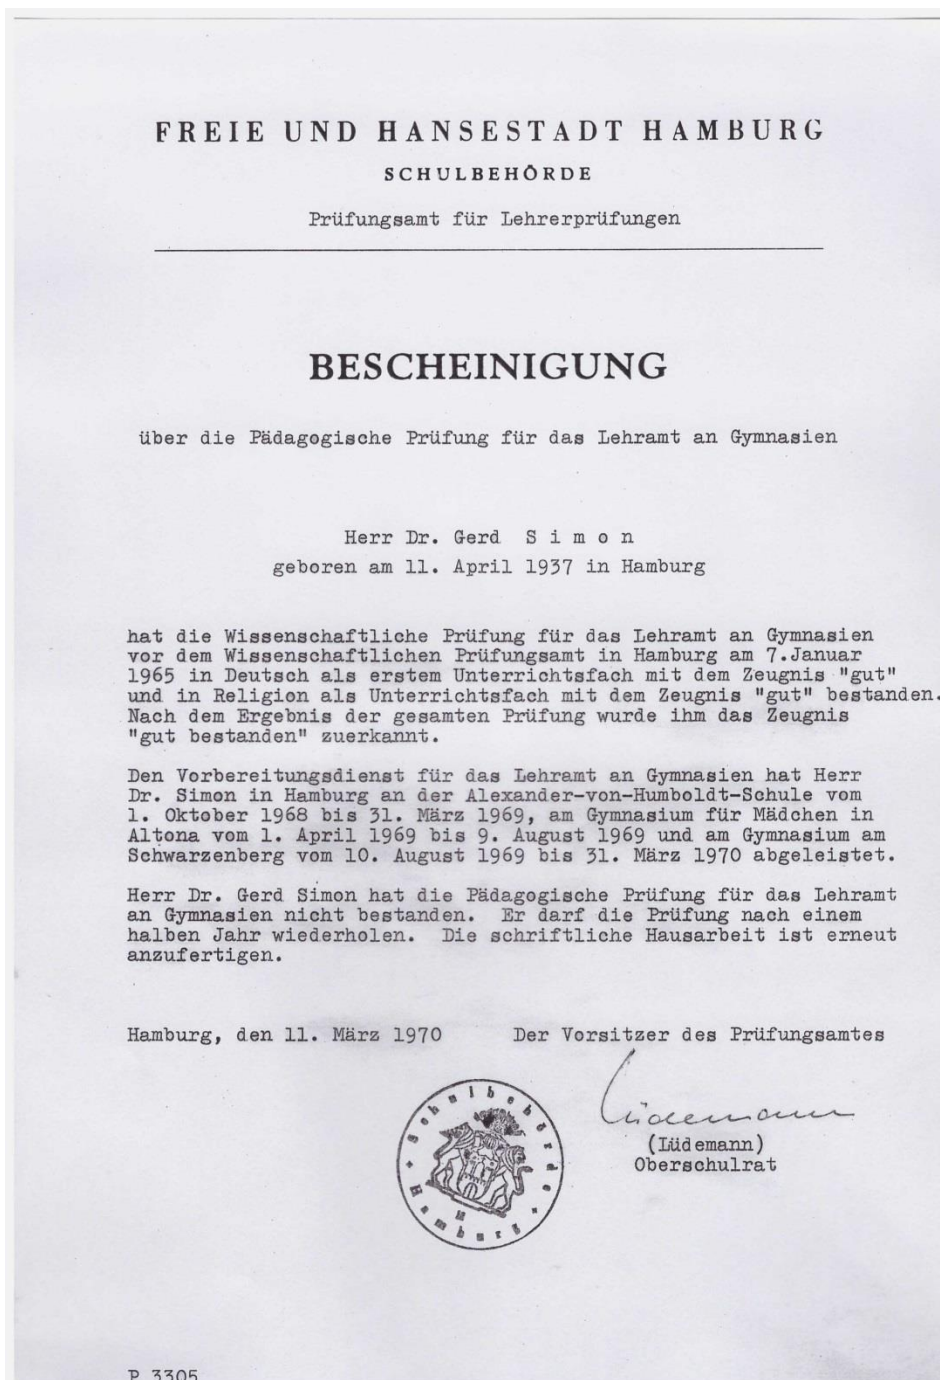 FREIE UND HANSESTADT HAMBURG
SCHULBEHÖRDE
Prüfungsamt für Lehrerprüfungen
BESCHEINIGUNG
über die Pädagogische Prüfung für das Lehramt an Gymnasien
Herr Dr. Gerd S i m o n
geboren am 11. April 1937 in Hamburg
hat die Wissenschaftliche Prüfung für das Lehramt an Gymnasien
vor dem Wissenschaftlichen Prüfungsamt in Hamburg am 7.Januar
1965 in Deutsch als erstem Unterrichtsfach mit dem Zeugnis "gut"
und in Religion als Unterrichtsfach mit dem Zeugnis "gut" bestanden.
Nach dem Ergebnis der gesamten Prüfung wurde ihm das Zeugnis
"gut bestanden" zuerkannt.
Den Vorbereitungsdienst für das Lehramt an Gymnasien hat Herr
Dr. Simon in Hamburg an der Alexander-von-Humboldt-Schule vom
1. Oktober 1968 bis 31. März 1969, am Gymnasium für Mädchen in
Altona vom 1. April 1969 bis 9. August 1969 und am Gymnasium am
Schwarzenberg vom 10. August 1969 bis 31. März 1970 abgeleistet.
Herr Dr. Gerd Simon hat die Pädagogische Prüfung für das Lehramt
an Gymnasien nicht bestanden. Er darf die Prüfung nach einem
halben Jahr wiederholen. Die schriftliche Hausarbeit ist erneut
anzufertigen.
Hamburg, den 11. März 1970 Der Vorsitzer des Prüfungsamtes
Lüdemann
(Lüdemann)
Oberschulrat
Schulbehörde
Hamburg
P 3305